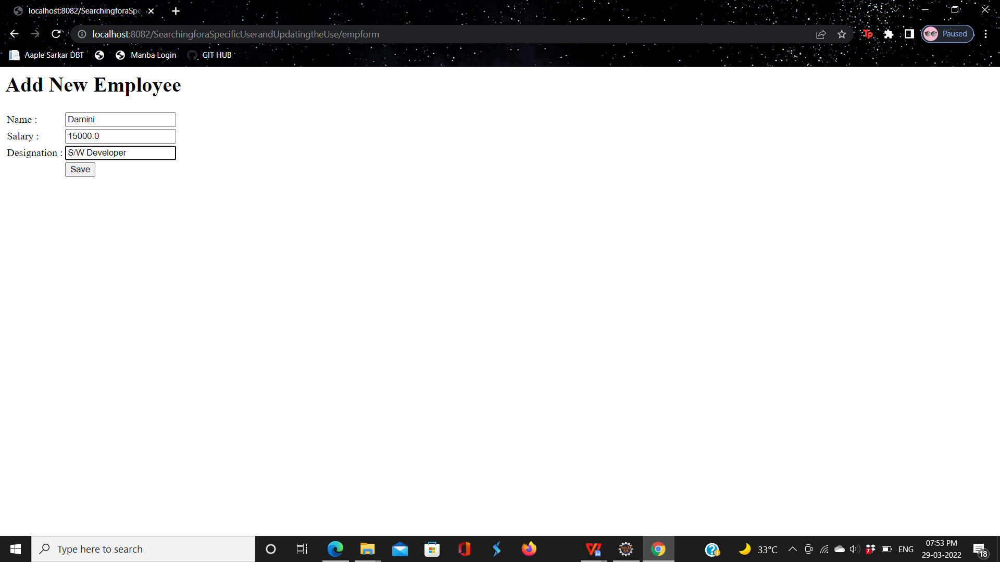 localhost:8082/SearchingforaSpe
localhost:8082/SearchingforaSpecificUserandUpdatingtheUse/empform
Tp
Paused
Aaple Sarkar DBT
Manba Login
GIT HUB
Add New Employee
Name :
Damini
Salary :
15000.0
Designation :
S/W Developer
Save
Type here to search
33°C
7
ENG
07:53 PM
29-03-2022
18